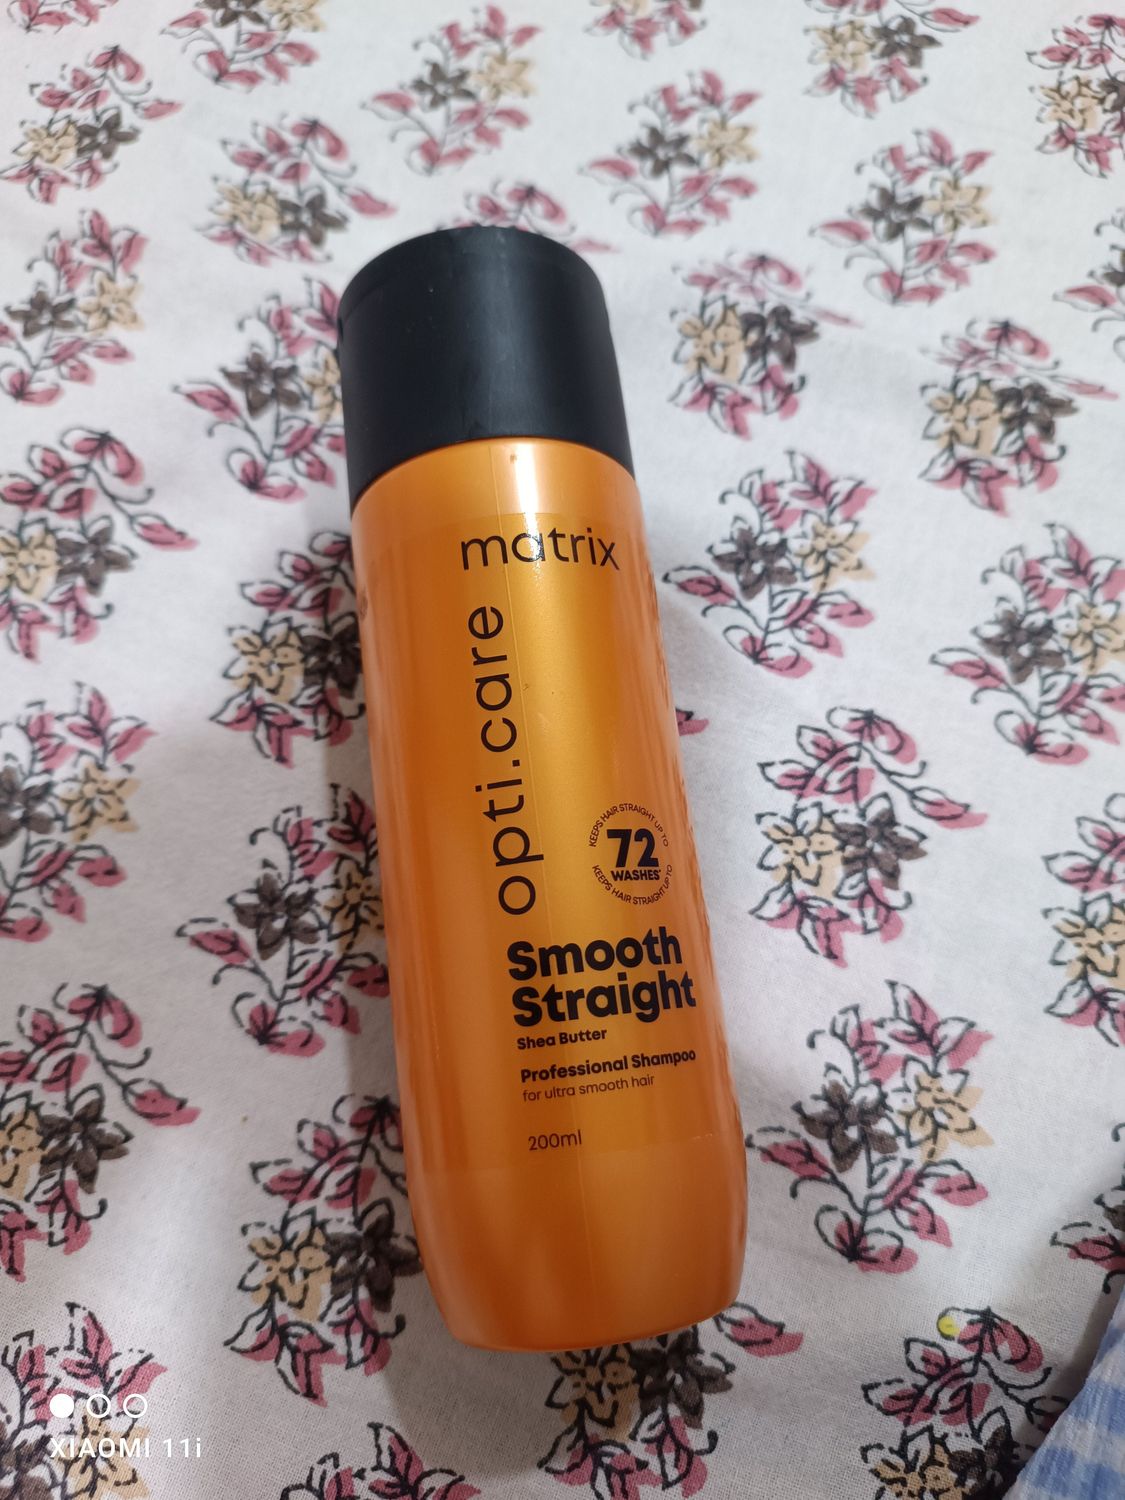 matrix
opti.care
KEEPS HAIR STRAIGHT UP TO
72
WASHES*
KEEPS HAIR STRAIGHT UP TO
Smooth
Straight
Shea Butter
Professional Shampoo
for ultra smooth hair
200ml
XIAOMI 11i